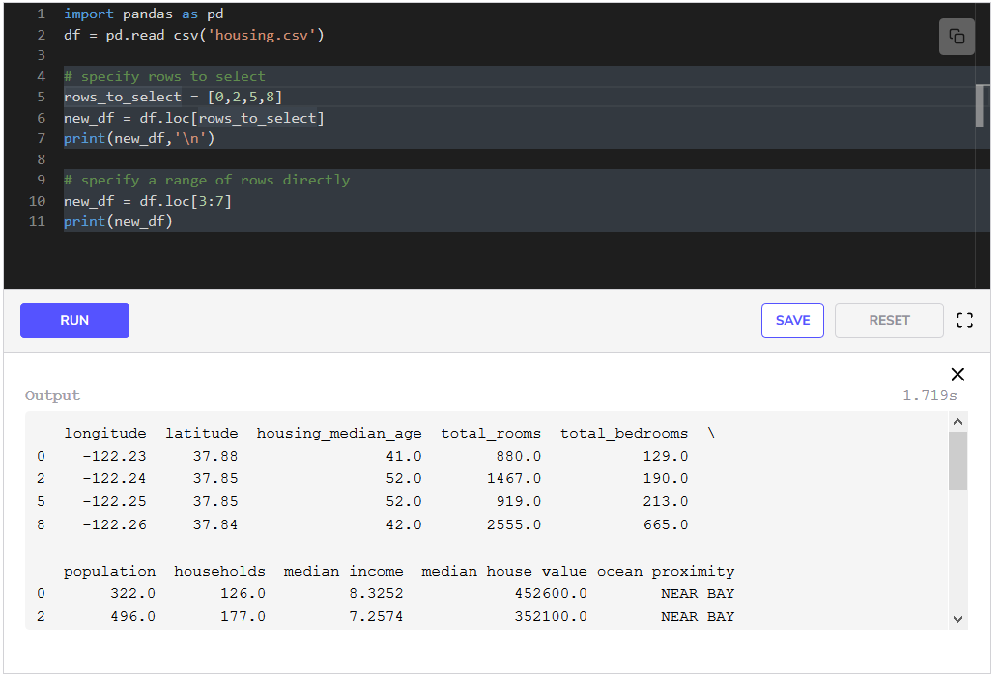 1 import pandas as pd
2 df = pd.read_csv('housing.csv')
3
4 # specify rows to select
5 rows_to_select = [0,2,5,8]
6 new_df = df.loc[rows_to_select]
7 print(new_df,'\n')
8
9 # specify a range of rows directly
10 new_df = df.loc[3:7]
11 print(new_df)
RUN SAVE RESET
Output 1.719s
longitude latitude housing_median_age total_rooms total_bedrooms \
0 -122.23 37.88 41.0 880.0 129.0
2 -122.24 37.85 52.0 1467.0 190.0
5 -122.25 37.85 52.0 919.0 213.0
8 -122.26 37.84 42.0 2555.0 665.0
population households median_income median_house_value ocean_proximity
0 322.0 126.0 8.3252 452600.0 NEAR BAY
2 496.0 177.0 7.2574 352100.0 NEAR BAY